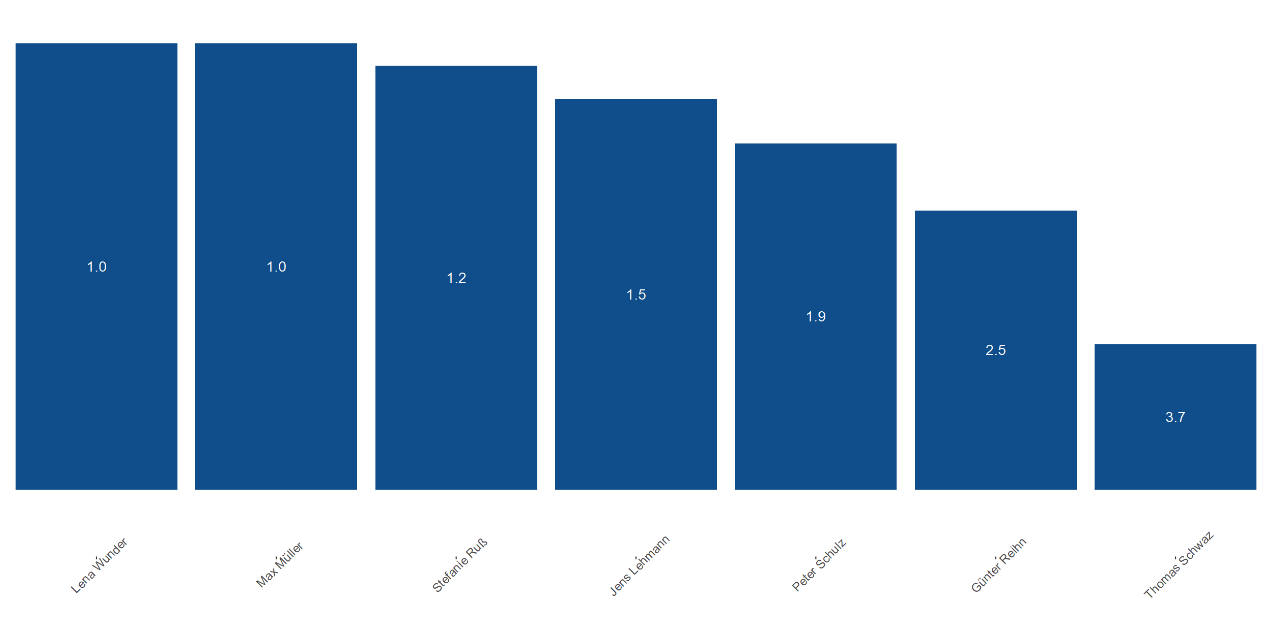 1.0
1.0
1.2
1.5
1.9
2.5
3.7
Lena Wunder
Max Müller
Stefanie Ruß
Jens Lehmann
Peter Schulz
Günter Reihn
Thomas Schwaz